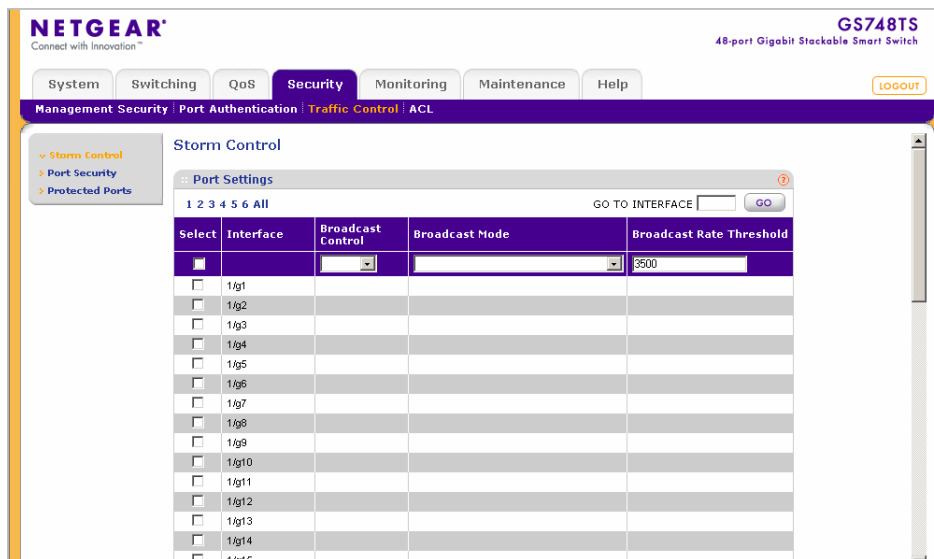 NETGEAR®
Connect with Innovation™
GS748TS
48-port Gigabit Stackable Smart Switch
System Switching QoS Security Monitoring Maintenance Help
LOGOUT
Management Security Port Authentication Traffic Control ACL
Storm Control
Port Security
Protected Ports
Storm Control
Port Settings ?
1 2 3 4 5 6 All GO TO INTERFACE GO
Select Interface Broadcast Control Broadcast Mode Broadcast Rate Threshold
3500
1/g1
1/g2
1/g3
1/g4
1/g5
1/g6
1/g7
1/g8
1/g9
1/g10
1/g11
1/g12
1/g13
1/g14